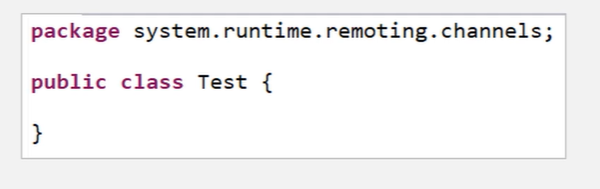 package system.runtime.remoting.channels;
public class Test {
}